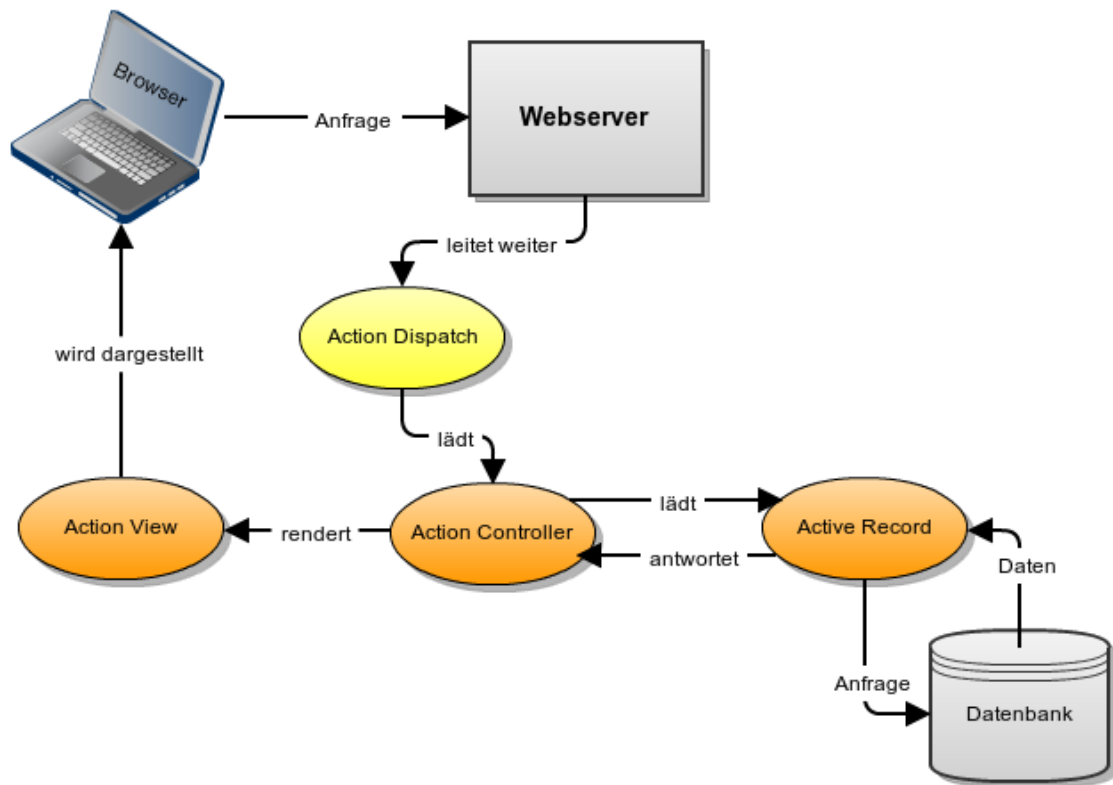 Browser
Anfrage
Webserver
leitet weiter
Action Dispatch
wird dargestellt
lädt
Action View
rendert
Action Controller
lädt
antwortet
Active Record
Daten
Anfrage
Datenbank